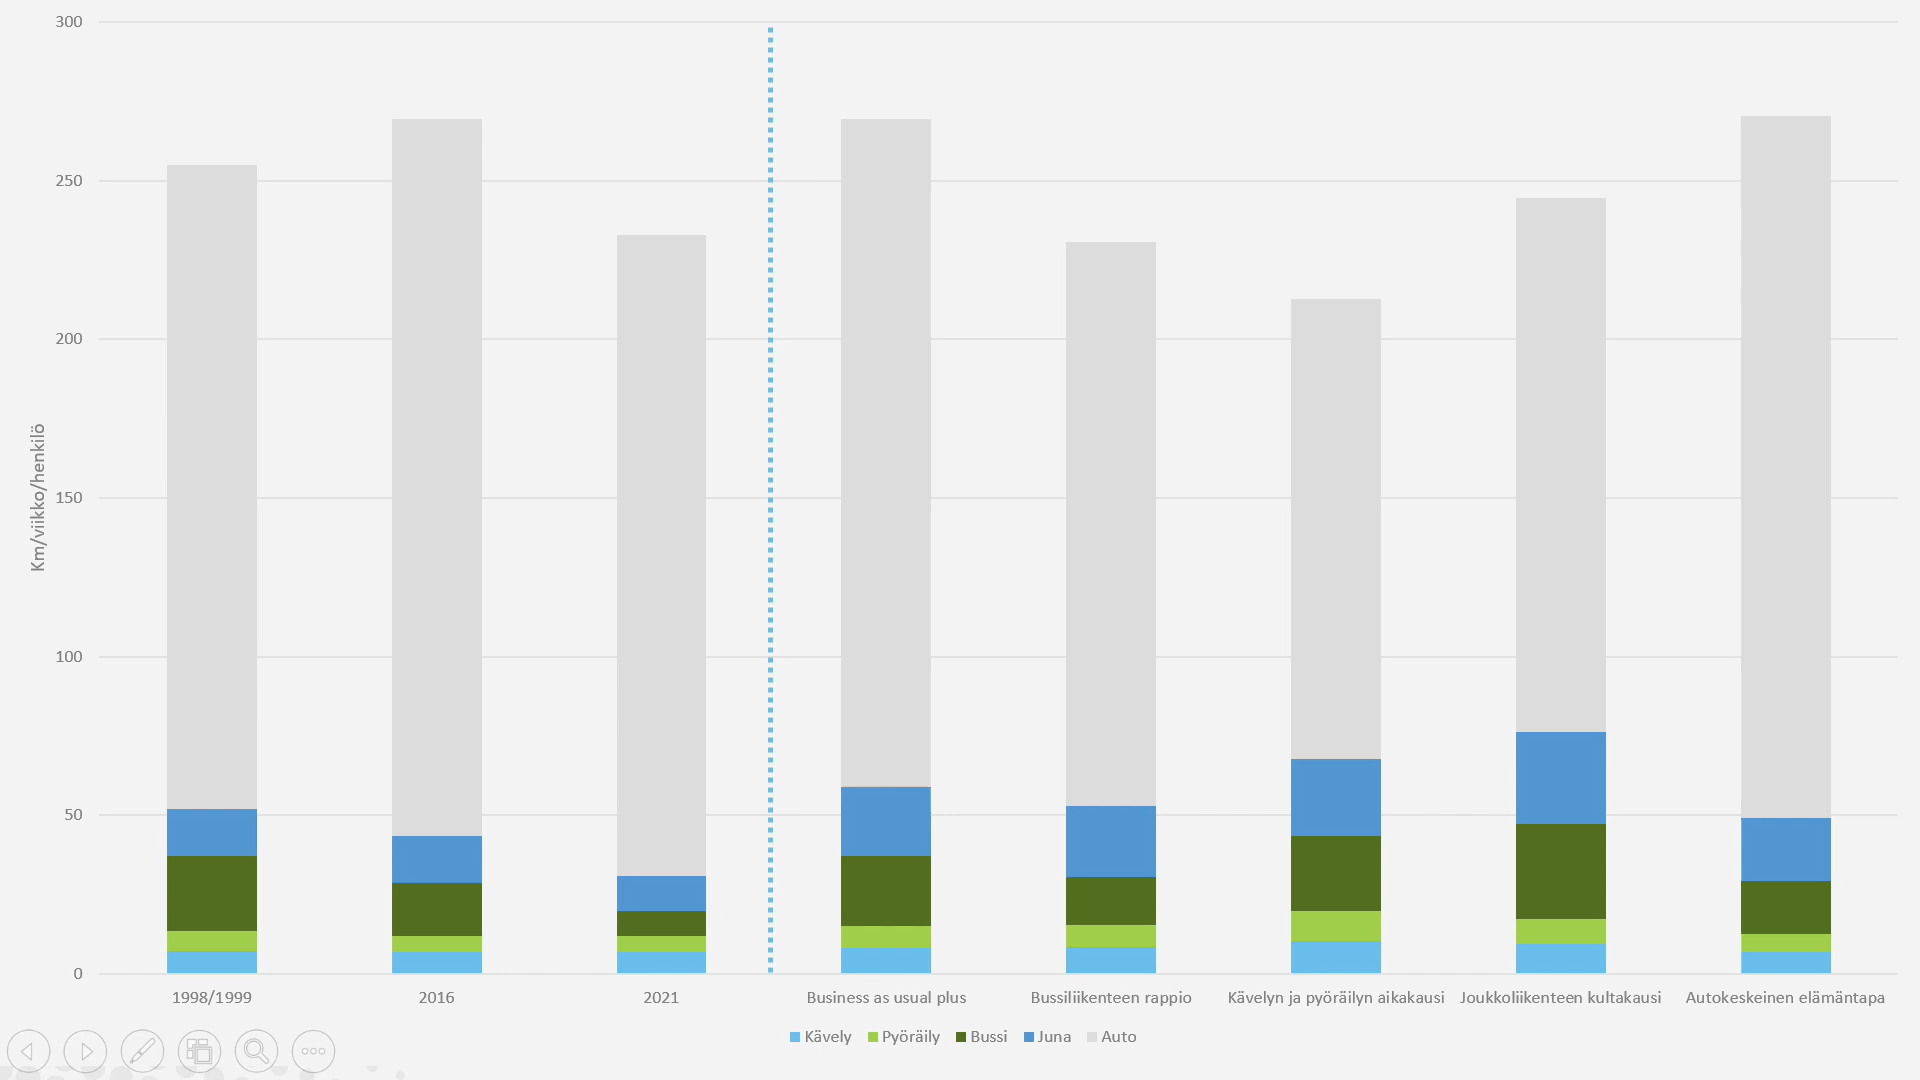 300
250
200
150
100
50
0
Km/viikko/henkilö
1998/1999 2016 2021 Business as usual plus Bussiliikenteen rappio Kävelyn ja pyöräilyn aikakausi Joukkoliikenteen kultakausi Autokeskeinen elämäntapa
Kävely Pyöräily Bussi Juna Auto